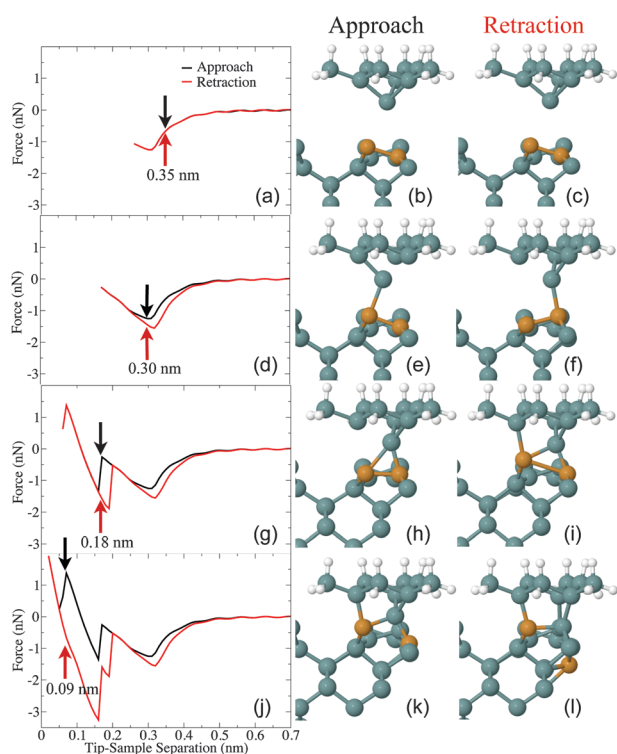 Approach
Retraction
1
0
-1
-2
-3
Force (nN)
Approach
Retraction
0.35 nm
(a)
(b)
(c)
1
0
-1
-2
-3
Force (nN)
0.30 nm
(d)
(e)
(f)
1
0
-1
-2
-3
Force (nN)
0.18 nm
(g)
(h)
(i)
1
0
-1
-2
-3
Force (nN)
0.09 nm
(j)
(k)
(l)
0 0.1 0.2 0.3 0.4 0.5 0.6 0.7
Tip-Sample Separation (nm)